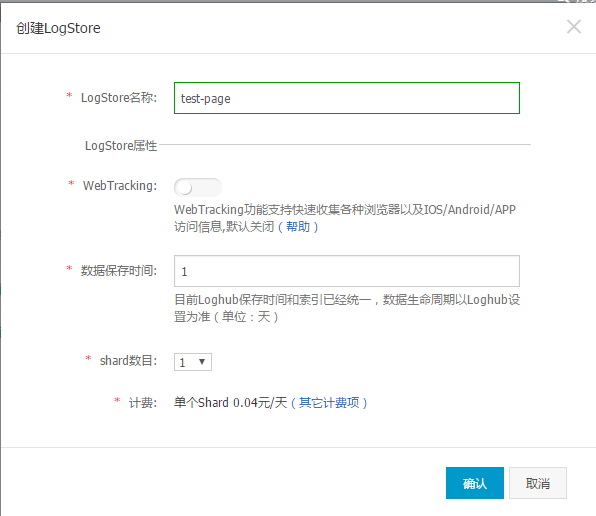 创建LogStore
* LogStore名称: test-page
LogStore属性
* WebTracking:
WebTracking功能支持快速收集各种浏览器以及IOS/Android/APP
访问信息,默认关闭（帮助）
* 数据保存时间: 1
目前Loghub保存时间和索引已经统一，数据生命周期以Loghub设
置为准（单位：天）
* shard数目: 1
* 计费: 单个Shard 0.04元/天（其它计费项）
确认 取消